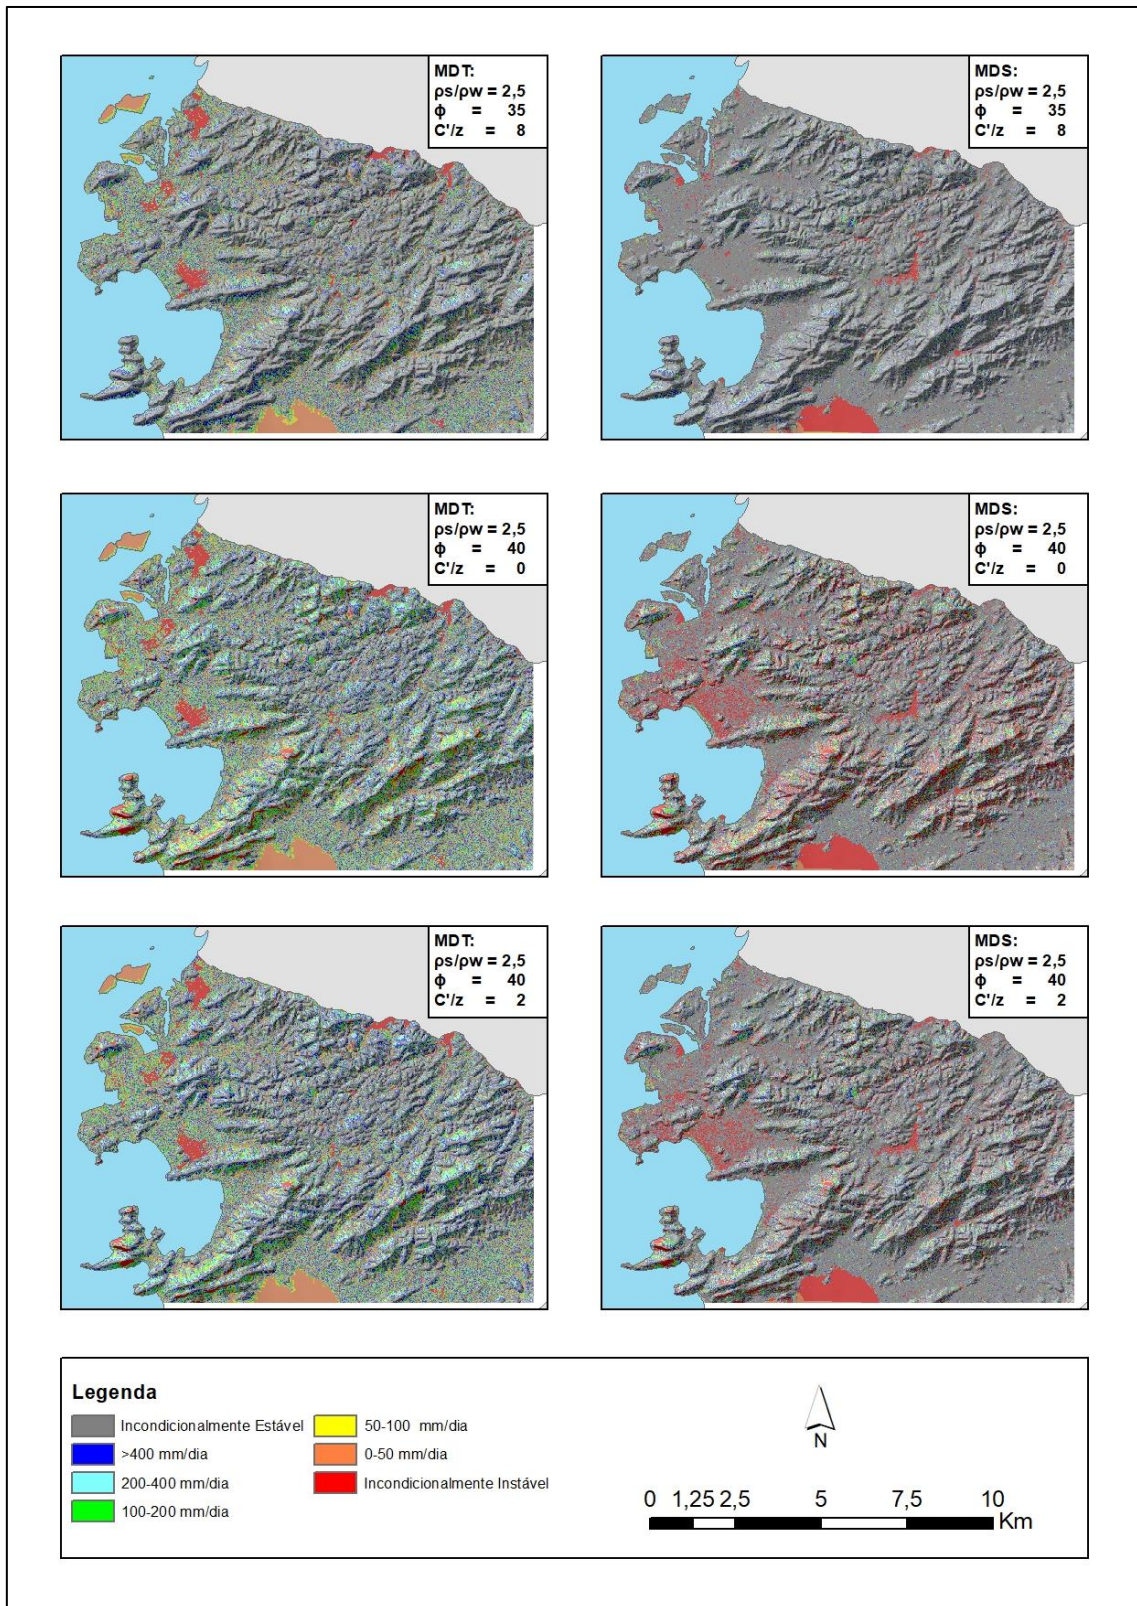 MDT:
ρs/ρw = 2,5
ϕ = 35
C'/z = 8
MDS:
ρs/ρw = 2,5
ϕ = 35
C'/z = 8
MDT:
ρs/ρw = 2,5
ϕ = 40
C'/z = 0
MDS:
ρs/ρw = 2,5
ϕ = 40
C'/z = 0
MDT:
ρs/ρw = 2,5
ϕ = 40
C'/z = 2
MDS:
ρs/ρw = 2,5
ϕ = 40
C'/z = 2
Legenda
Incondicionalmente Estável
>400 mm/dia
200-400 mm/dia
100-200 mm/dia
50-100 mm/dia
0-50 mm/dia
Incondicionalmente Instável
N
0 1,25 2,5 5 7,5 10
Km